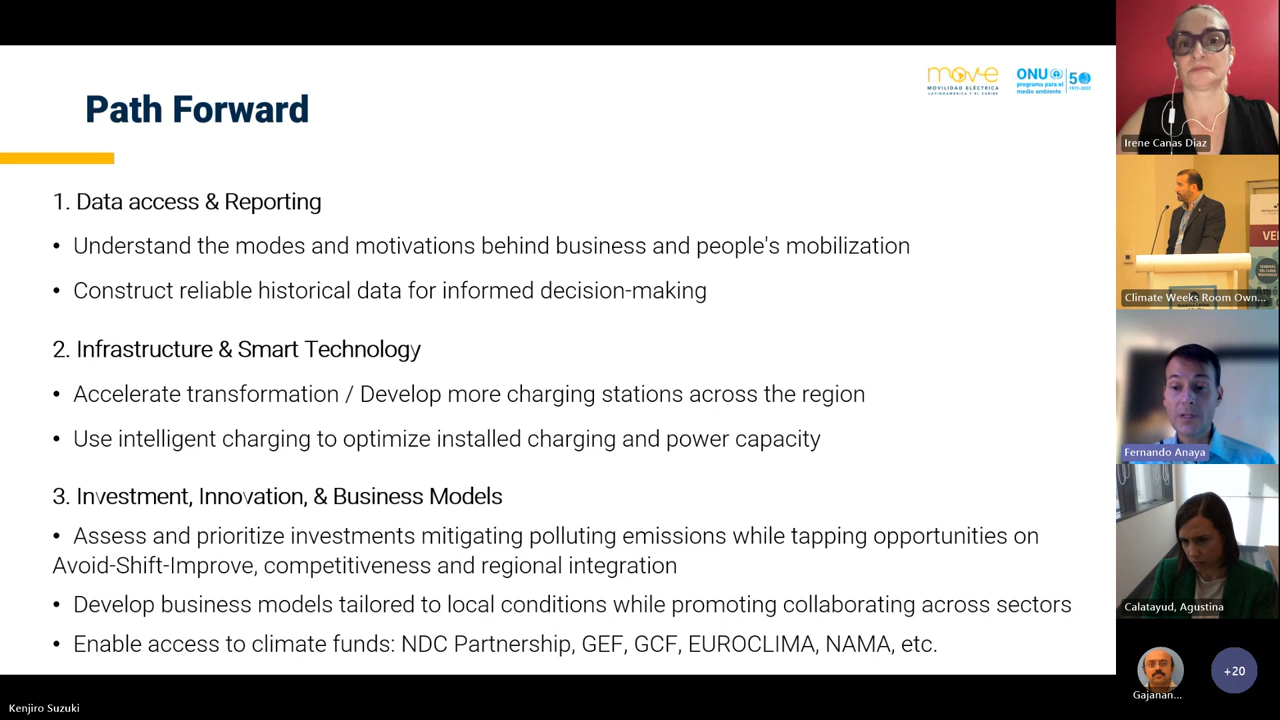 Path Forward
move
MOVILIDAD ELÉCTRICA
LATINOAMÉRICA Y EL CARIBE
ONU
programa para el
medio ambiente
50
1972-2022
1. Data access & Reporting
• Understand the modes and motivations behind business and people's mobilization
• Construct reliable historical data for informed decision-making
2. Infrastructure & Smart Technology
• Accelerate transformation / Develop more charging stations across the region
• Use intelligent charging to optimize installed charging and power capacity
3. Investment, Innovation, & Business Models
• Assess and prioritize investments mitigating polluting emissions while tapping opportunities on
Avoid-Shift-Improve, competitiveness and regional integration
• Develop business models tailored to local conditions while promoting collaborating across sectors
• Enable access to climate funds: NDC Partnership, GEF, GCF, EUROCLIMA, NAMA, etc.
Irene Canas Diaz
Climate Weeks Room Own...
Fernando Anaya
Calatayud, Agustina
Gajanan...
+20
Kenjiro Suzuki